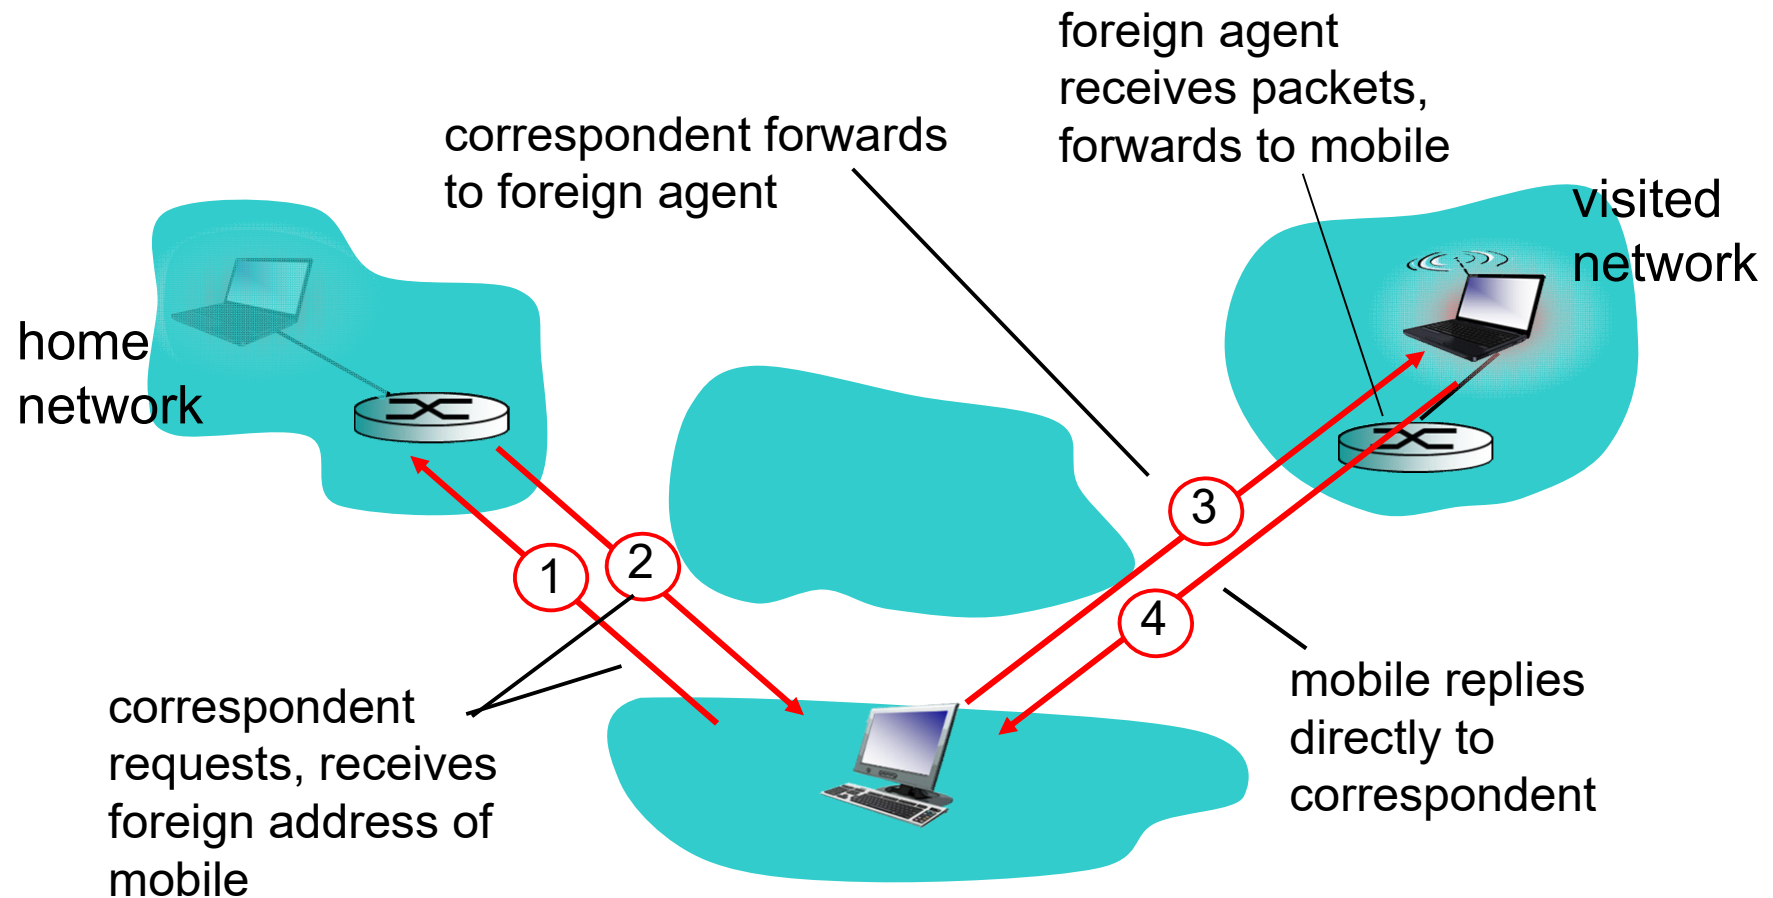 foreign agent
receives packets,
forwards to mobile
correspondent forwards
to foreign agent
visited
network
home
network
3
2
1
4
mobile replies
directly to
correspondent
correspondent
requests, receives
foreign address of
mobile